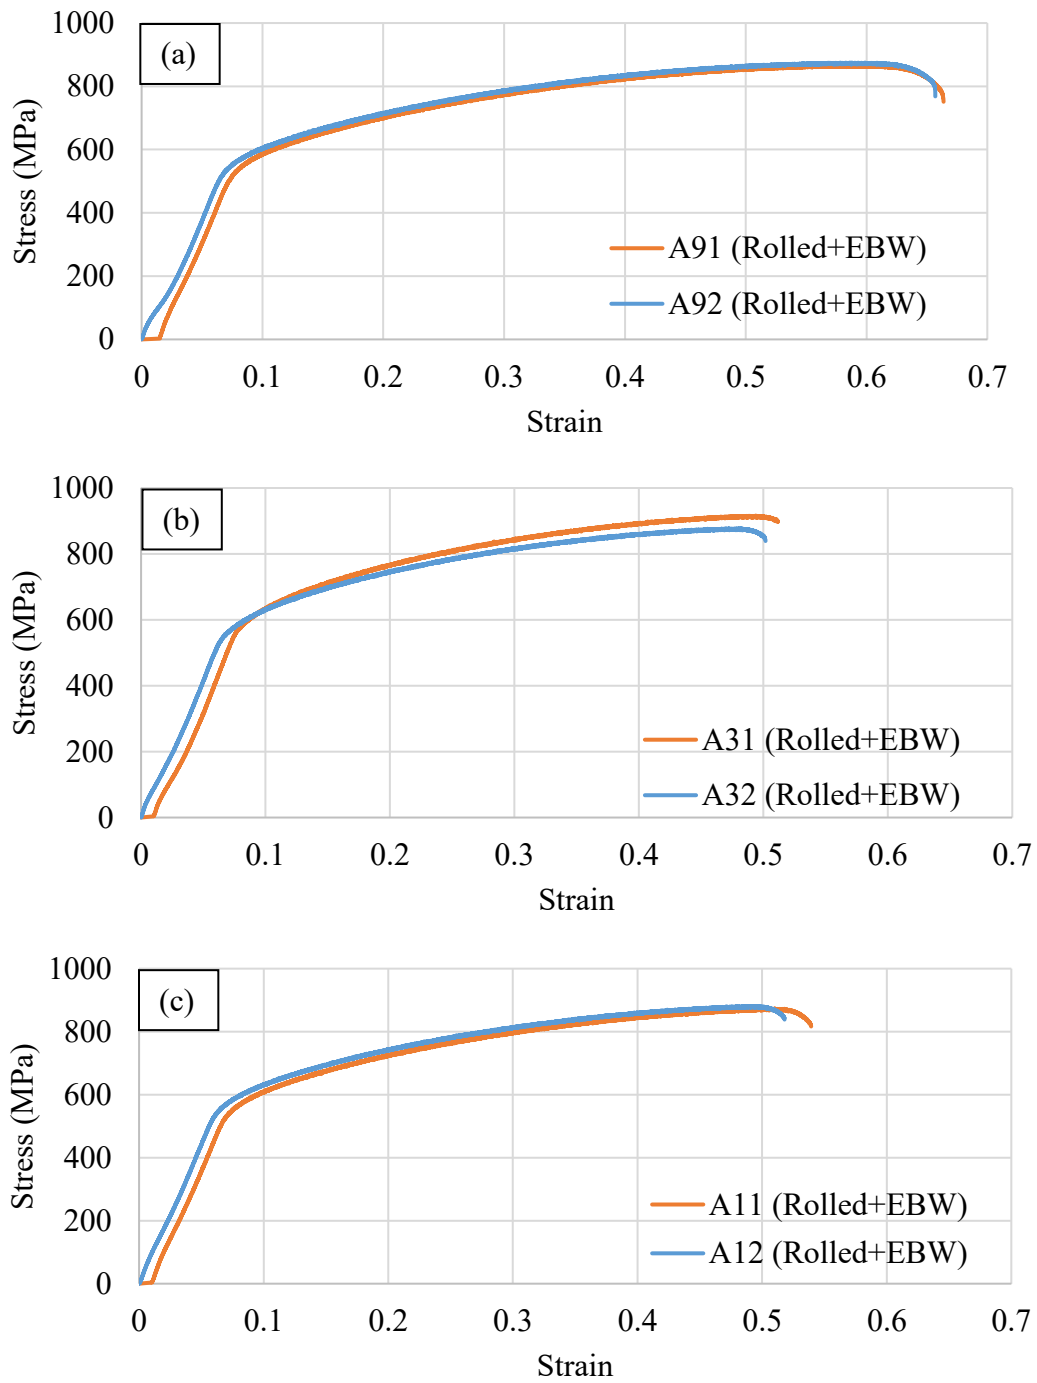 (a)
Stress (MPa)
1000
800
600
400
200
0
A91 (Rolled+EBW)
A92 (Rolled+EBW)
0 0.1 0.2 0.3 0.4 0.5 0.6 0.7
Strain
(b)
Stress (MPa)
1000
800
600
400
200
0
A31 (Rolled+EBW)
A32 (Rolled+EBW)
0 0.1 0.2 0.3 0.4 0.5 0.6 0.7
Strain
(c)
Stress (MPa)
1000
800
600
400
200
0
A11 (Rolled+EBW)
A12 (Rolled+EBW)
0 0.1 0.2 0.3 0.4 0.5 0.6 0.7
Strain